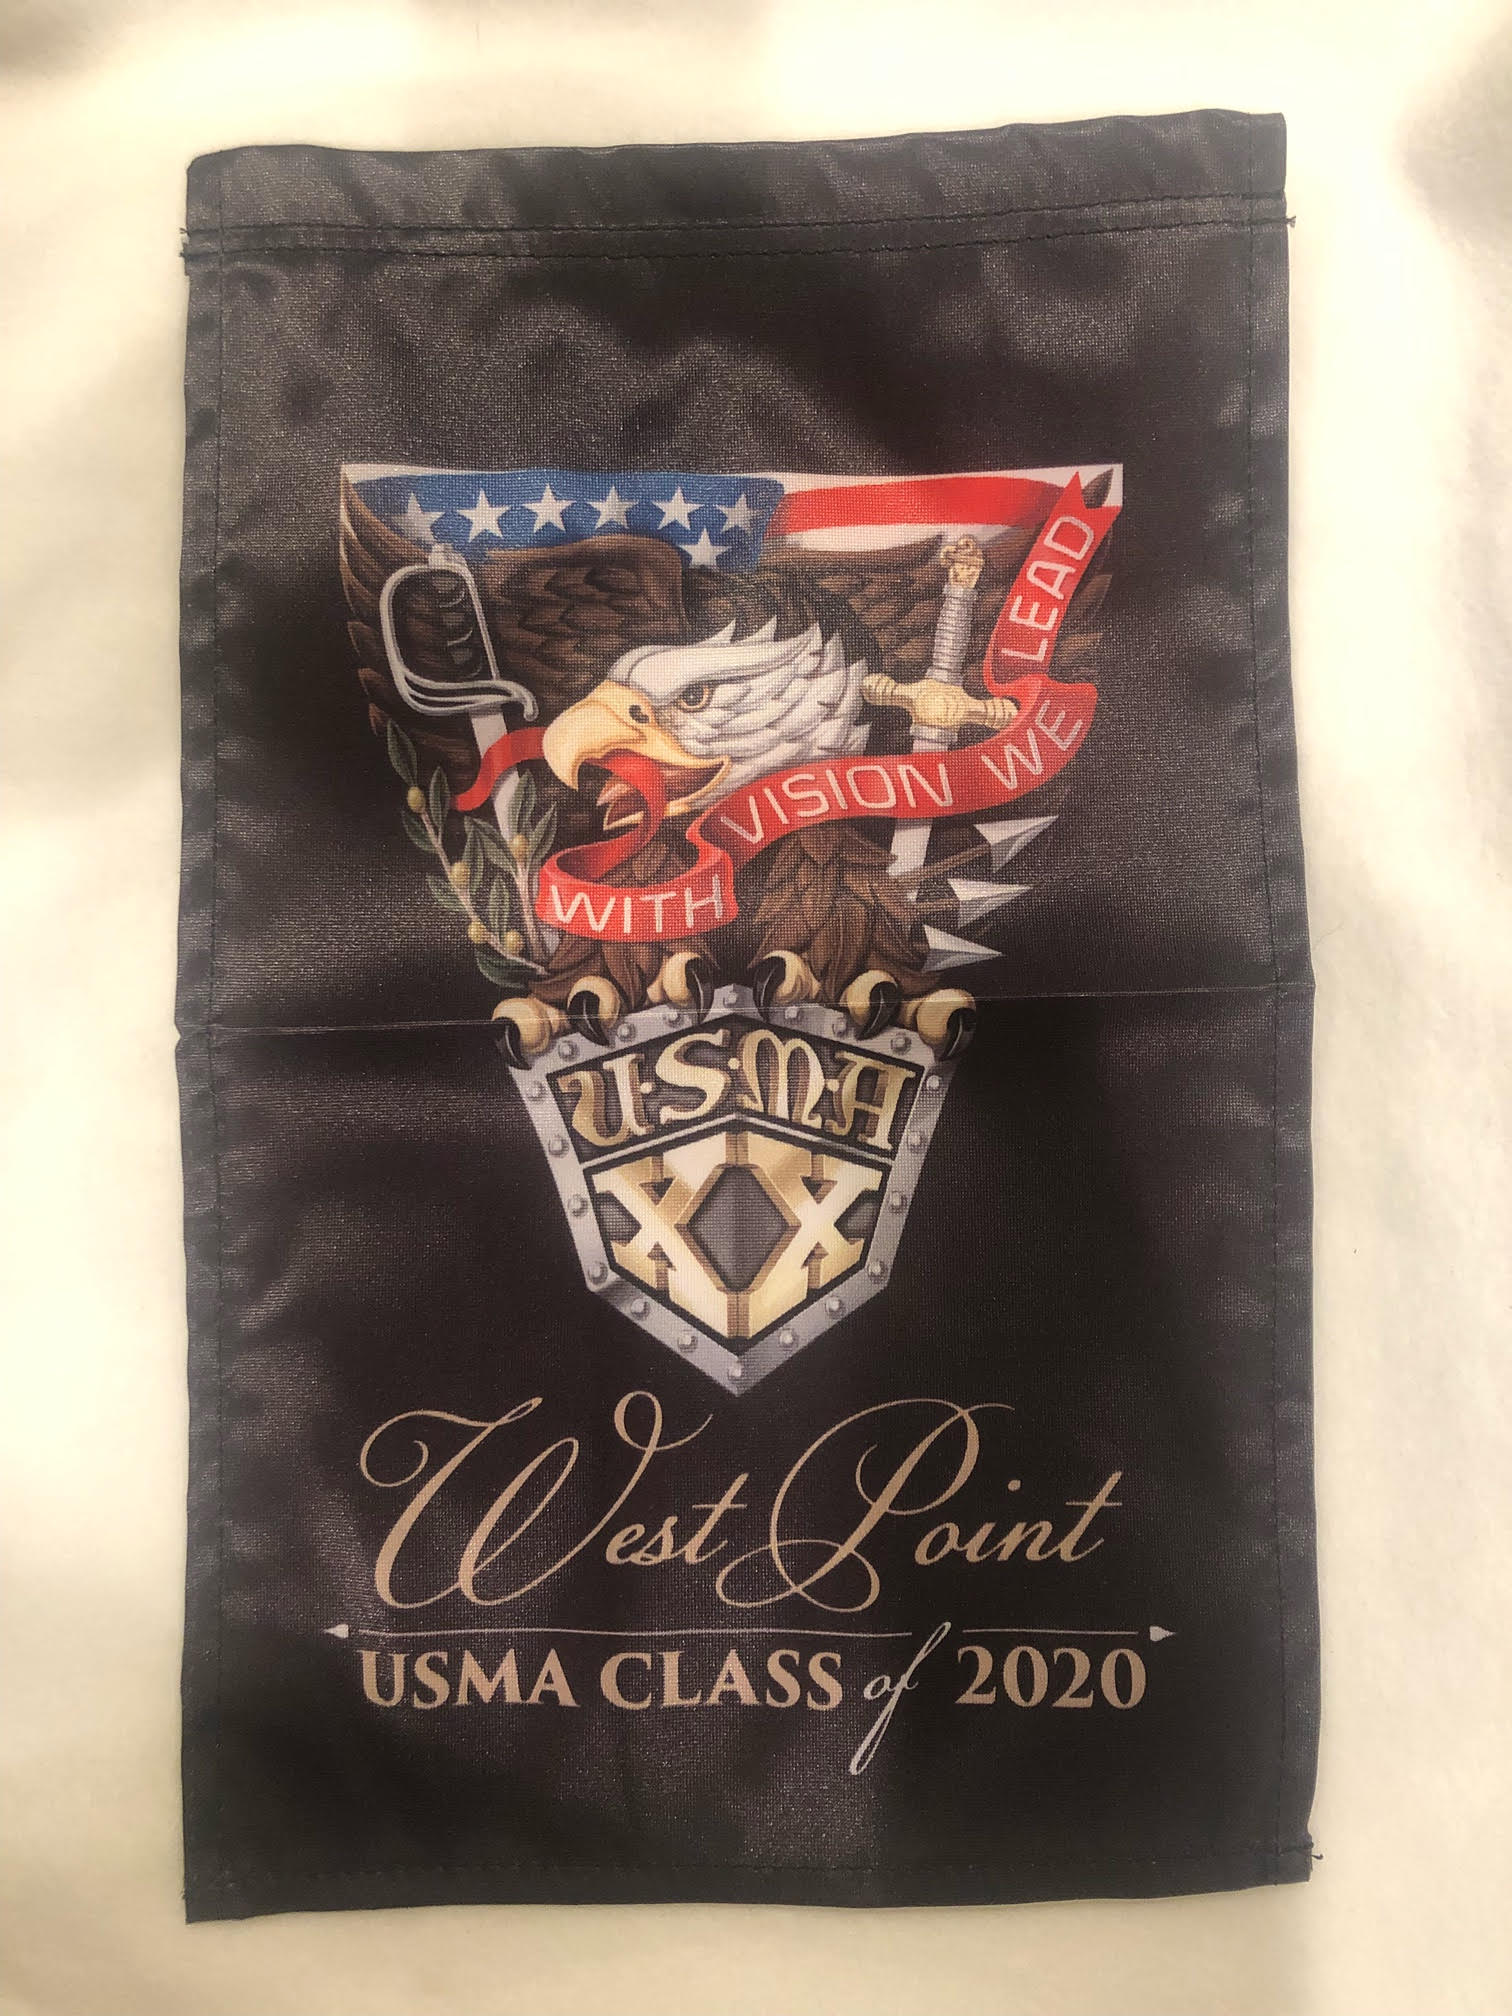 WITH VISION WE LEAD
U·S·M·A
XX
West Point
USMA CLASS of 2020